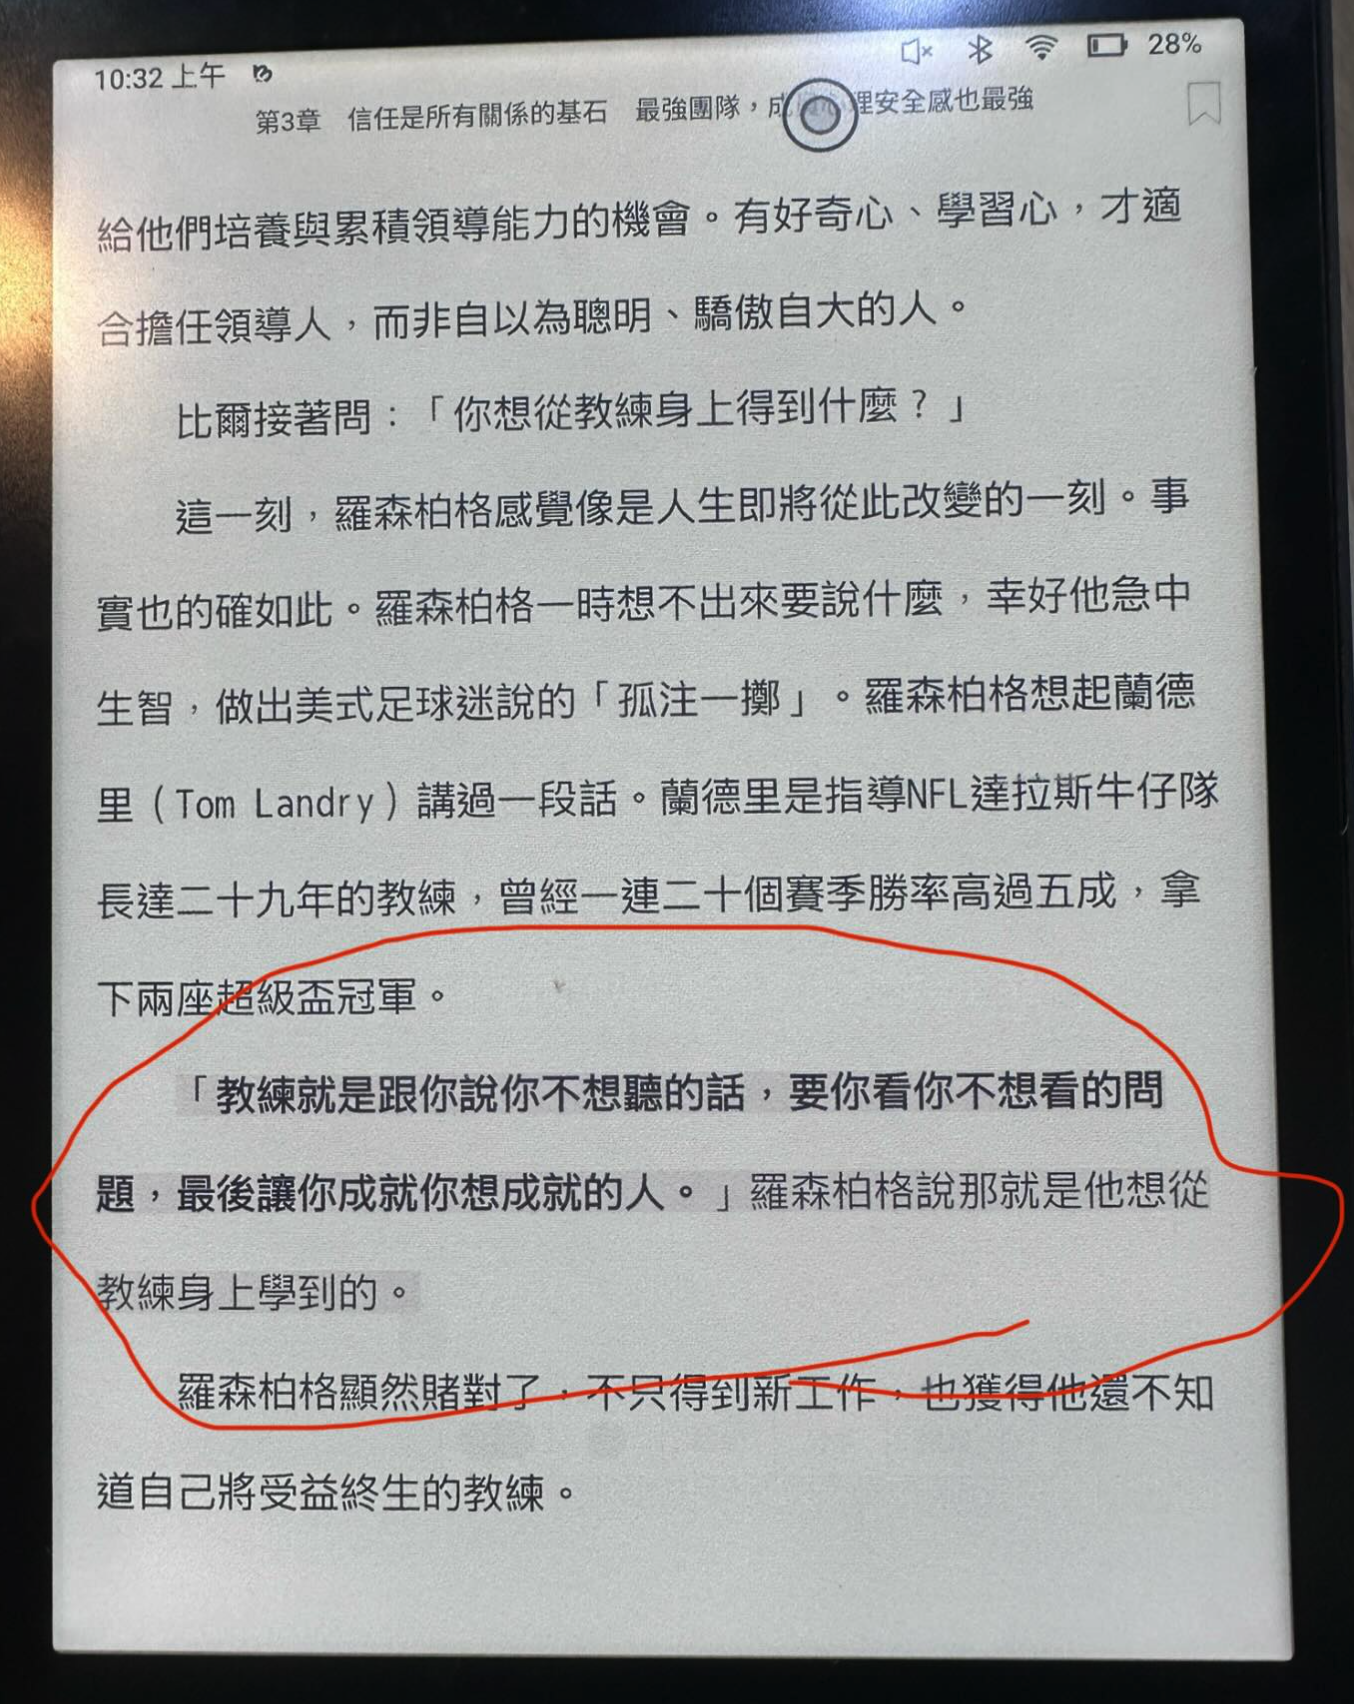 10:32 上午
28%
第3章 信任是所有關係的基石 最強團隊，成 理安全感也最強
給他們培養與累積領導能力的機會。有好奇心、學習心，才適
合擔任領導人，而非自以為聰明、驕傲自大的人。
比爾接著問：「你想從教練身上得到什麼？」
這一刻，羅森柏格感覺像是人生即將從此改變的一刻。事
實也的確如此。羅森柏格一時想不出來要說什麼，幸好他急中
生智，做出美式足球迷說的「孤注一擲」。羅森柏格想起蘭德
里（Tom Landry）講過一段話。蘭德里是指導NFL達拉斯牛仔隊
長達二十九年的教練，曾經一連二十個賽季勝率高過五成，拿
下兩座超級盃冠軍。
「教練就是跟你說你不想聽的話，要你看你不想看的問
題，最後讓你成就你想成就的人。」羅森柏格說那就是他想從
教練身上學到的。
羅森柏格顯然賭對了，不只得到新工作，也獲得他還不知
道自己將受益終生的教練。